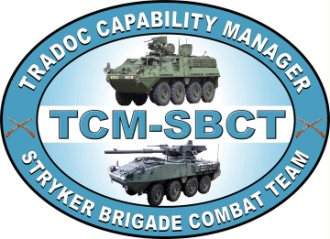 TRADOC CAPABILITY MANAGER
TCM-SBCT
STRYKER BRIGADE COMBAT TEAM